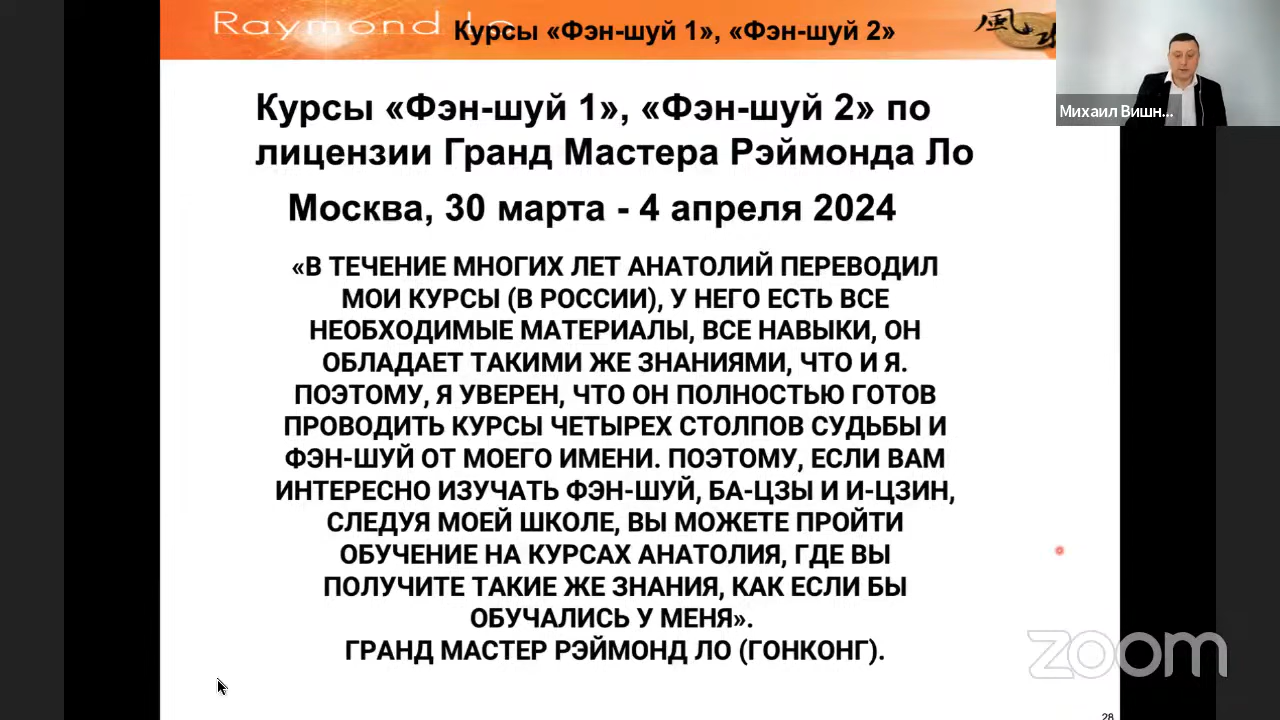 Raymond Lo
Курсы «Фэн-шуй 1», «Фэн-шуй 2»
風水
Михаил Вишн...
Курсы «Фэн-шуй 1», «Фэн-шуй 2» по
лицензии Гранд Мастера Рэймонда Ло
Москва, 30 марта - 4 апреля 2024
«В ТЕЧЕНИЕ МНОГИХ ЛЕТ АНАТОЛИЙ ПЕРЕВОДИЛ
МОИ КУРСЫ (В РОССИИ), У НЕГО ЕСТЬ ВСЕ
НЕОБХОДИМЫЕ МАТЕРИАЛЫ, ВСЕ НАВЫКИ, ОН
ОБЛАДАЕТ ТАКИМИ ЖЕ ЗНАНИЯМИ, ЧТО И Я.
ПОЭТОМУ, Я УВЕРЕН, ЧТО ОН ПОЛНОСТЬЮ ГОТОВ
ПРОВОДИТЬ КУРСЫ ЧЕТЫРЕХ СТОЛПОВ СУДЬБЫ И
ФЭН-ШУЙ ОТ МОЕГО ИМЕНИ. ПОЭТОМУ, ЕСЛИ ВАМ
ИНТЕРЕСНО ИЗУЧАТЬ ФЭН-ШУЙ, БА-ЦЗЫ И И-ЦЗИН,
СЛЕДУЯ МОЕЙ ШКОЛЕ, ВЫ МОЖЕТЕ ПРОЙТИ
ОБУЧЕНИЕ НА КУРСАХ АНАТОЛИЯ, ГДЕ ВЫ
ПОЛУЧИТЕ ТАКИЕ ЖЕ ЗНАНИЯ, КАК ЕСЛИ БЫ
ОБУЧАЛИСЬ У МЕНЯ».
ГРАНД МАСТЕР РЭЙМОНД ЛО (ГОНКОНГ).
zoom
28